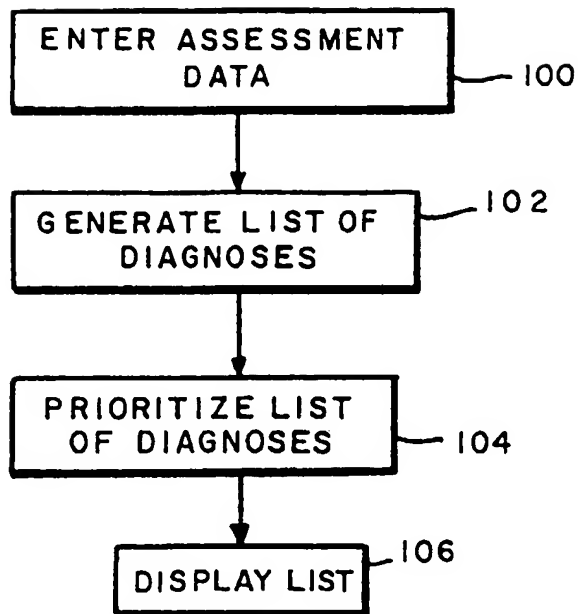 ENTER ASSESSMENT
DATA
100
GENERATE LIST OF
DIAGNOSES
102
PRIORITIZE LIST
OF DIAGNOSES
104
DISPLAY LIST
106